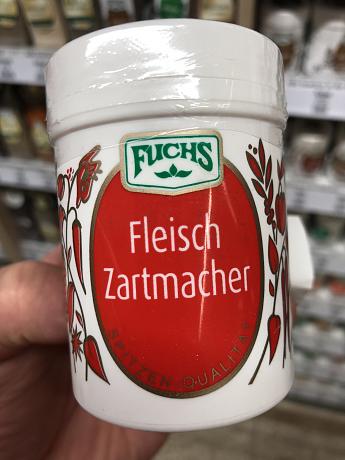 FUCHS
Fleisch
Zartmacher
SPITZEN-QUALITÄT